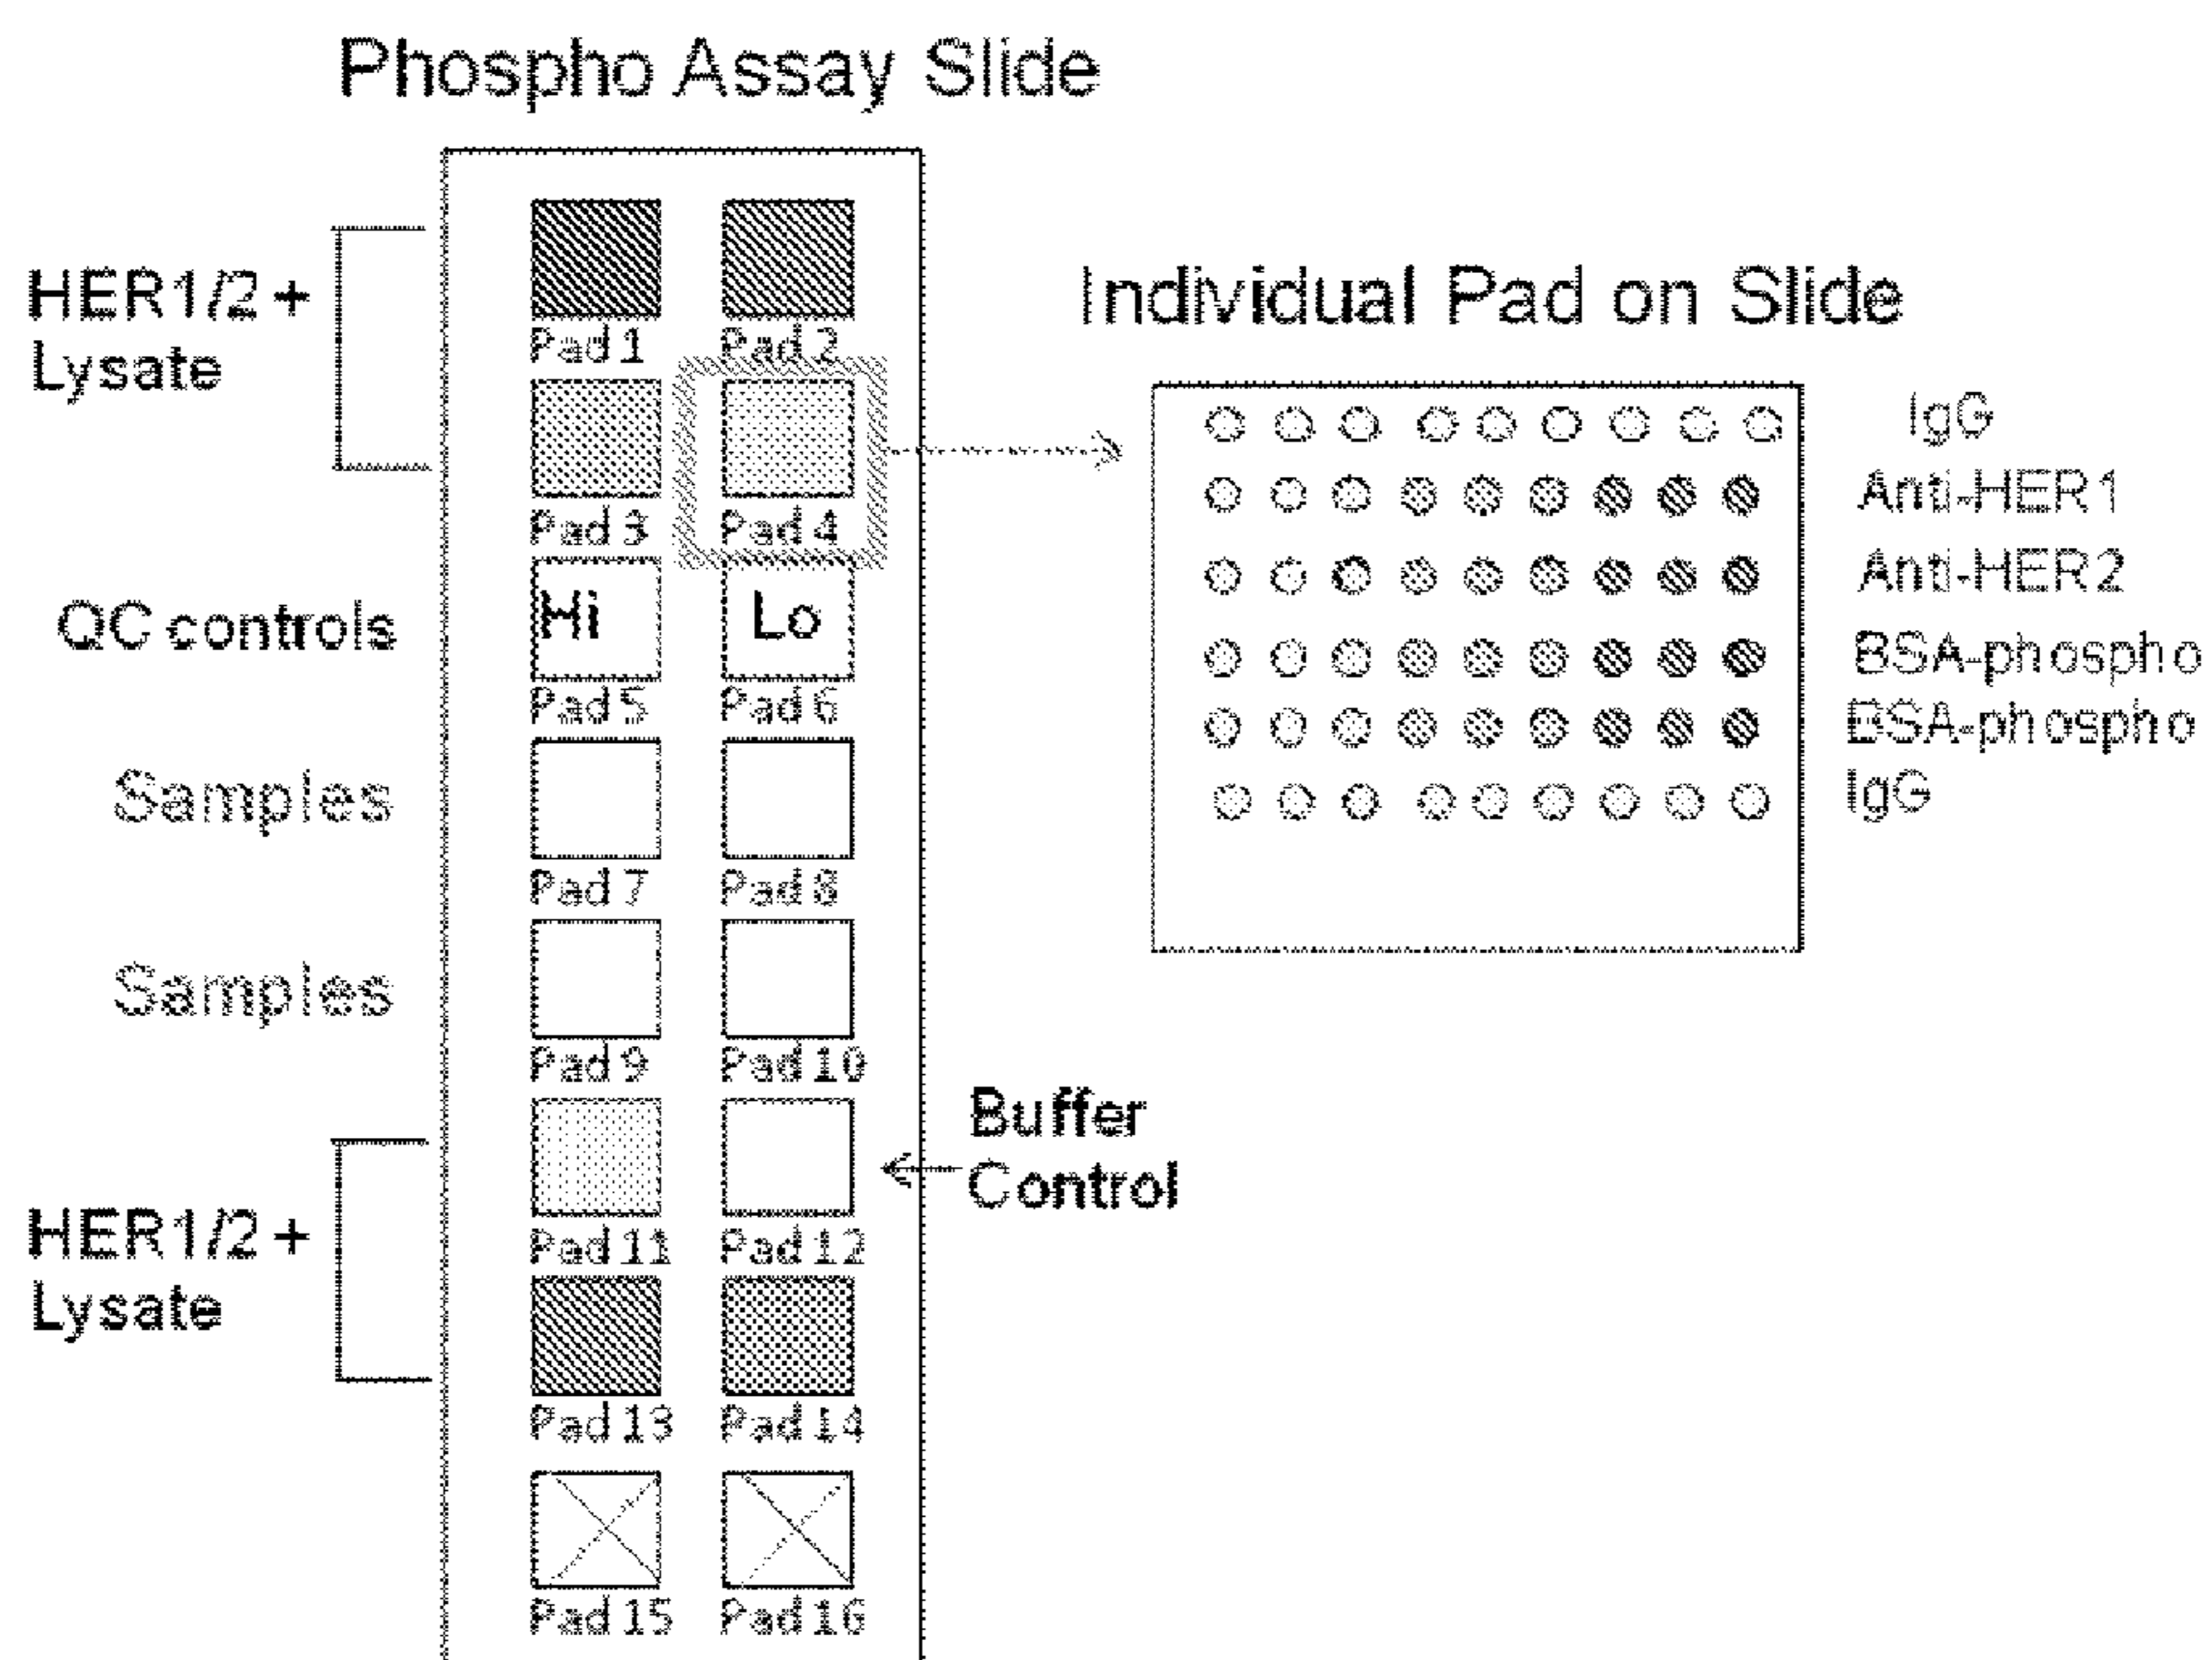 Phospho Assay Slide
HER1/2 +
Lysate
Pad 1
Pad 2
Pad 3
Pad 4
QC controls
Hi
Lo
Pad 5
Pad 6
Samples
Pad 7
Pad 8
Samples
Pad 9
Pad 10
Buffer
Control
HER1/2 +
Lysate
Pad 11
Pad 12
Pad 13
Pad 14
Pad 15
Pad 16
Individual Pad on Slide
IgG
Anti-HER1
Anti-HER2
BSA-phospho
BSA-phospho
IgG